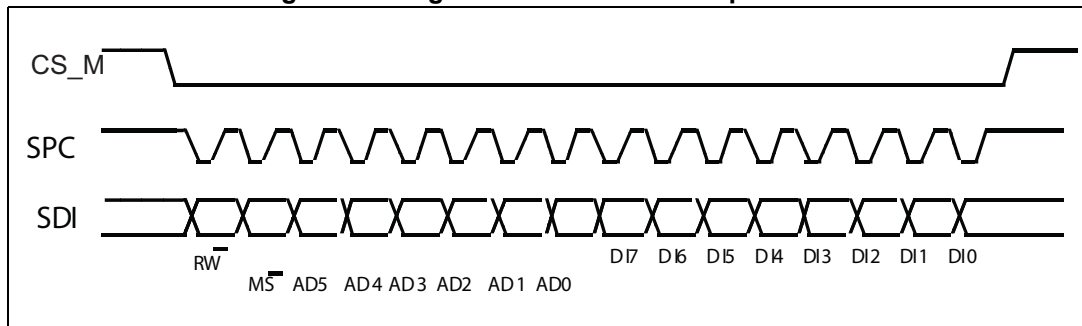 CS_M
SPC
SDI
RW DI7 DI6 DI5 DI4 DI3 DI2 DI1 DI0
MS AD5 AD4 AD3 AD2 AD1 AD0